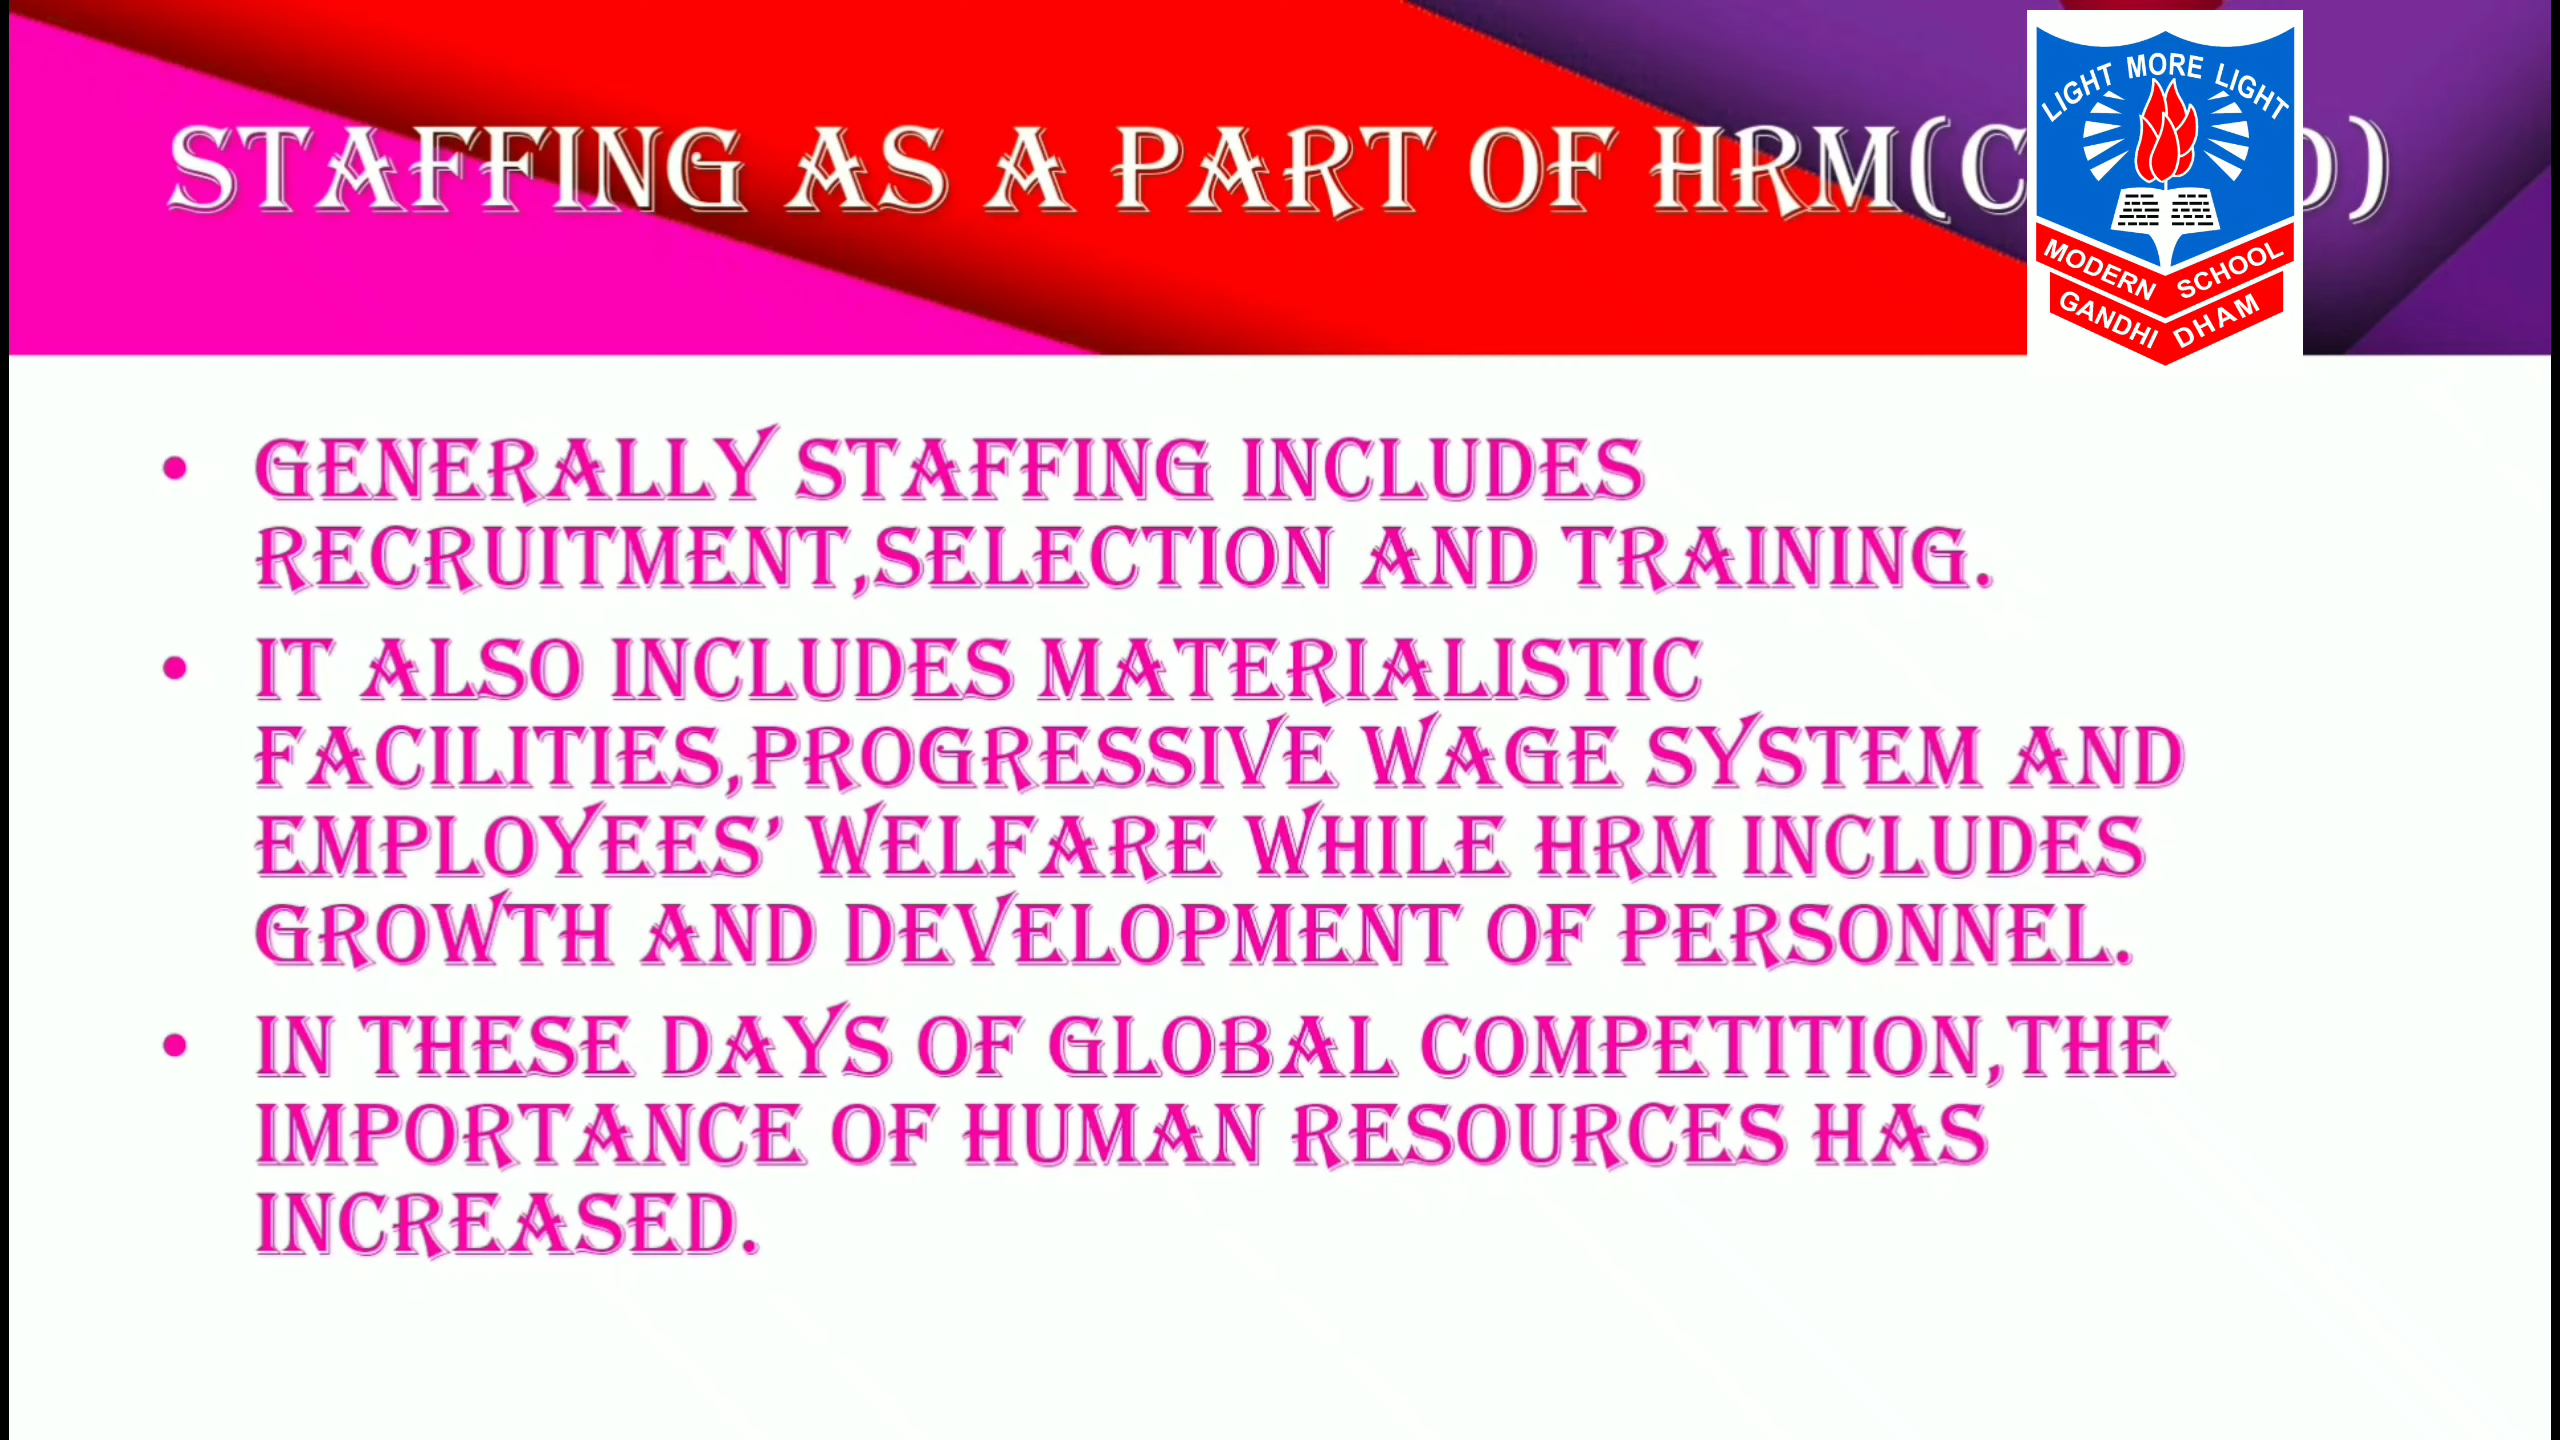 STAFFING AS A PART OF HRM(C D)
LIGHT MORE LIGHT
MODERN SCHOOL
GANDHIDHAM
• GENERALLY STAFFING INCLUDES
RECRUITMENT,SELECTION AND TRAINING.
• IT ALSO INCLUDES MATERIALISTIC
FACILITIES,PROGRESSIVE WAGE SYSTEM AND
EMPLOYEES’ WELFARE WHILE HRM INCLUDES
GROWTH AND DEVELOPMENT OF PERSONNEL.
• IN THESE DAYS OF GLOBAL COMPETITION,THE
IMPORTANCE OF HUMAN RESOURCES HAS
INCREASED.